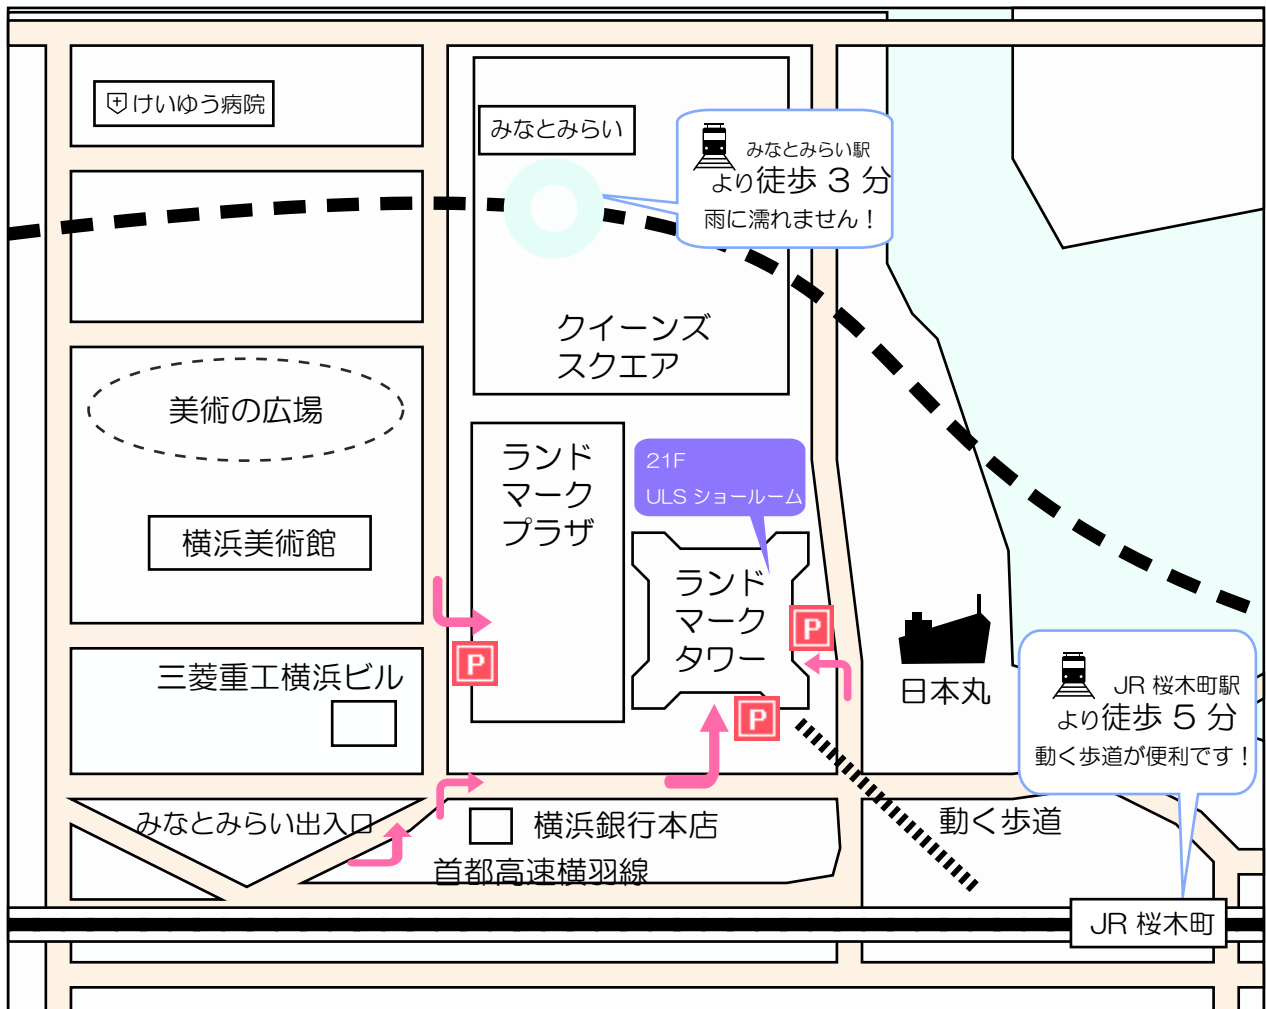 けいゆう病院
みなとみらい
みなとみらい駅
より徒歩 3 分
雨に濡れません！
クイーンズ
スクエア
美術の広場
ランド
マーク
プラザ
21F
ULS ショールーム
横浜美術館
ランド
マーク
タワー
P
P
P
三菱重工横浜ビル
日本丸
JR 桜木町駅
より徒歩 5 分
動く歩道が便利です！
みなとみらい出入口
横浜銀行本店
動く歩道
首都高速横羽線
JR 桜木町